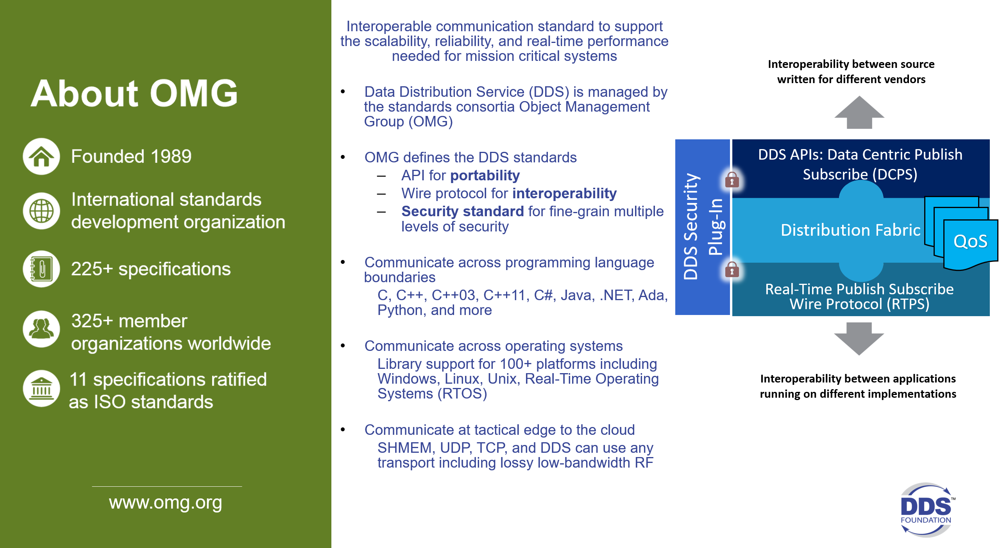 About OMG
Founded 1989
International standards
development organization
225+ specifications
325+ member
organizations worldwide
11 specifications ratified
as ISO standards
www.omg.org
Interoperable communication standard to support
the scalability, reliability, and real-time performance
needed for mission critical systems
• Data Distribution Service (DDS) is managed by
the standards consortia Object Management
Group (OMG)
• OMG defines the DDS standards
– API for portability
– Wire protocol for interoperability
– Security standard for fine-grain multiple
levels of security
• Communicate across programming language
boundaries
C, C++, C++03, C++11, C#, Java, .NET, Ada,
Python, and more
• Communicate across operating systems
Library support for 100+ platforms including
Windows, Linux, Unix, Real-Time Operating
Systems (RTOS)
• Communicate at tactical edge to the cloud
SHMEM, UDP, TCP, and DDS can use any
transport including lossy low-bandwidth RF
Interoperability between source
written for different vendors
DDS Security
Plug-In
DDS APIs: Data Centric Publish
Subscribe (DCPS)
Distribution Fabric
QoS
Real-Time Publish Subscribe
Wire Protocol (RTPS)
Interoperability between applications
running on different implementations
DDS™
FOUNDATION